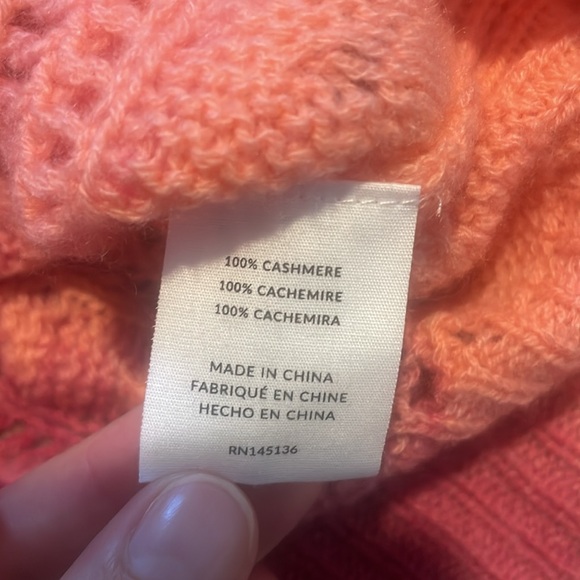 100% CASHMERE
100% CACHEMIRE
100% CACHEMIRA
MADE IN CHINA
FABRIQUÉ EN CHINE
HECHO EN CHINA
RN145136